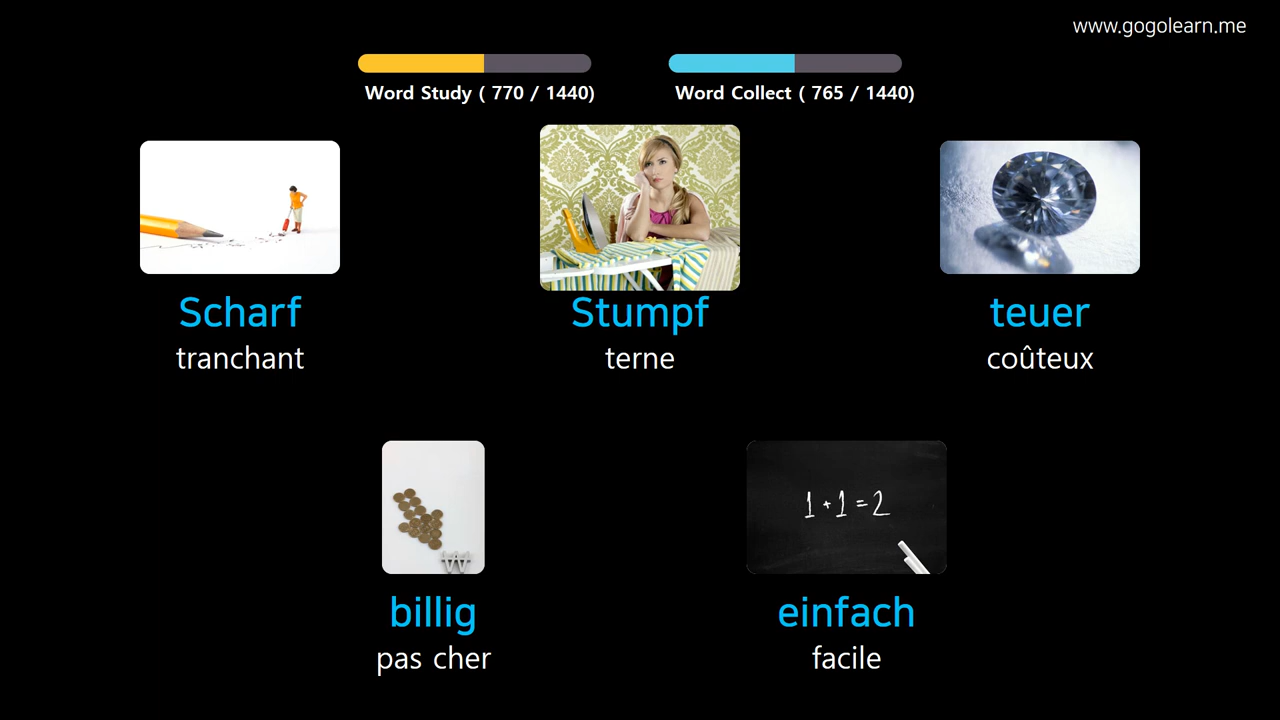 www.gogolearn.me
Word Study ( 770 / 1440)
Word Collect ( 765 / 1440)
Scharf
tranchant
Stumpf
terne
teuer
coûteux
1+1=2
billig
pas cher
einfach
facile